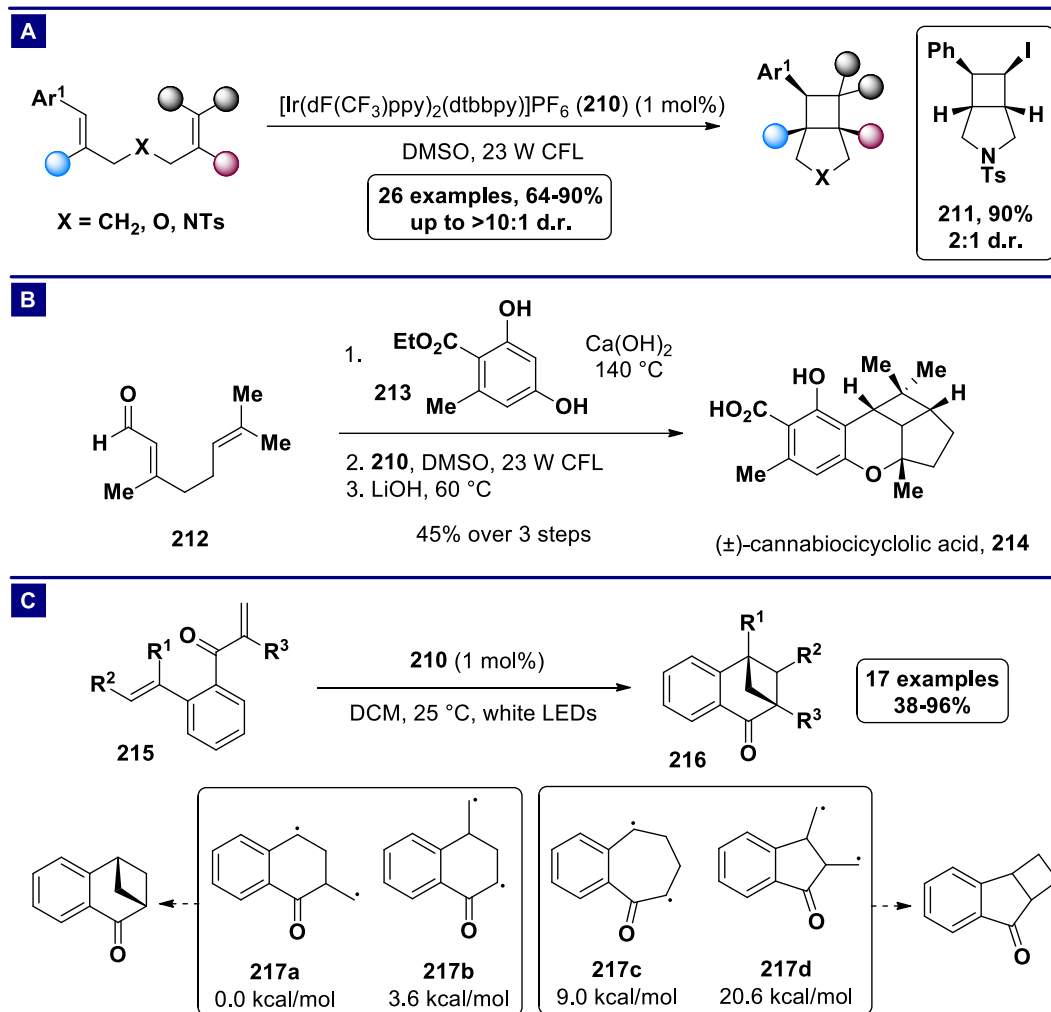 A
Ar¹
X
X = CH₂, O, NTs
[Ir(dF(CF₃)ppy)₂(dtbbpy)]PF₆ (210) (1 mol%)
DMSO, 23 W CFL
26 examples, 64-90%
up to >10:1 d.r.
Ar¹
X
Ph
I
H
H
N
Ts
211, 90%
2:1 d.r.
B
O
H
Me
Me
Me
212
1.
EtO₂C
OH
213
Me
OH
Ca(OH)₂
140 °C
2. 210, DMSO, 23 W CFL
3. LiOH, 60 °C
45% over 3 steps
HO
HO₂C
Me
H
Me
Me
H
O
Me
(±)-cannabiocicyclolic acid, 214
C
O
R¹
R³
R²
215
210 (1 mol%)
DCM, 25 °C, white LEDs
R¹
R²
R³
O
216
17 examples
38-96%
O
O
217a
0.0 kcal/mol
O
217b
3.6 kcal/mol
O
217c
9.0 kcal/mol
O
217d
20.6 kcal/mol
O